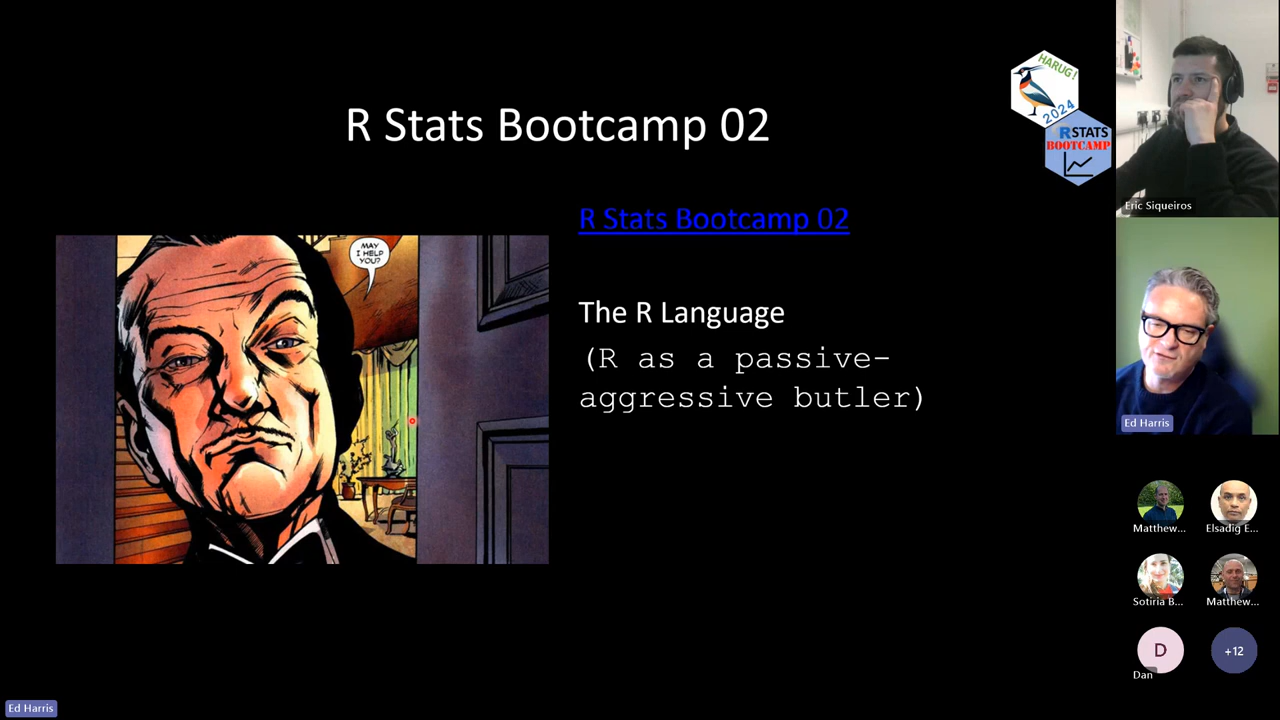 R Stats Bootcamp 02
HARUG!
2024
RSTATS
BOOTCAMP
R Stats Bootcamp 02
MAY
I HELP
YOU?
The R Language
(R as a passive-
aggressive butler)
Eric Siqueiros
Ed Harris
Matthew...
Elsadig E...
Sotiria B...
Matthew...
D
Dan
+12
Ed Harris